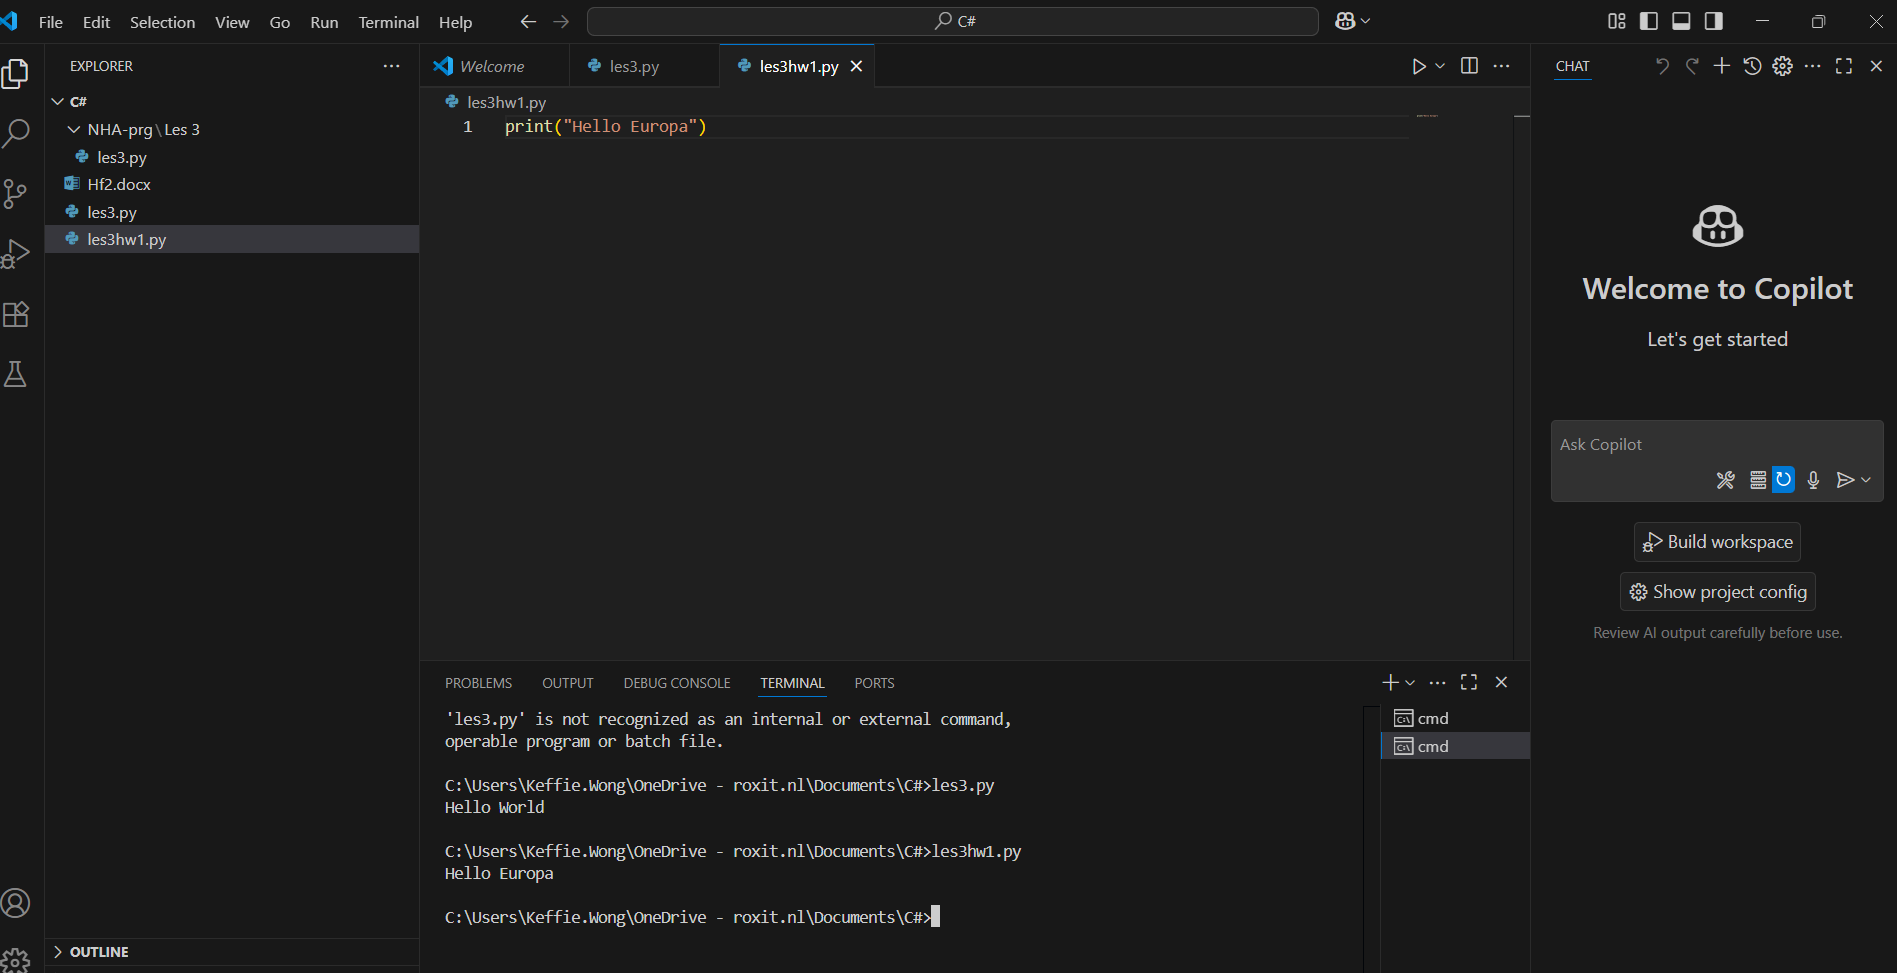 File Edit Selection View Go Run Terminal Help
C#
EXPLORER
C#
NHA-prg\Les 3
les3.py
Hf2.docx
les3.py
les3hw1.py
OUTLINE
Welcome
les3.py
les3hw1.py
les3hw1.py
1 print("Hello Europa")
PROBLEMS OUTPUT DEBUG CONSOLE TERMINAL PORTS
'les3.py' is not recognized as an internal or external command,
operable program or batch file.
C:\Users\Keffie.Wong\OneDrive - roxit.nl\Documents\C#>les3.py
Hello World
C:\Users\Keffie.Wong\OneDrive - roxit.nl\Documents\C#>les3hw1.py
Hello Europa
C:\Users\Keffie.Wong\OneDrive - roxit.nl\Documents\C#>
cmd
cmd
CHAT
Welcome to Copilot
Let's get started
Ask Copilot
Build workspace
Show project config
Review AI output carefully before use.